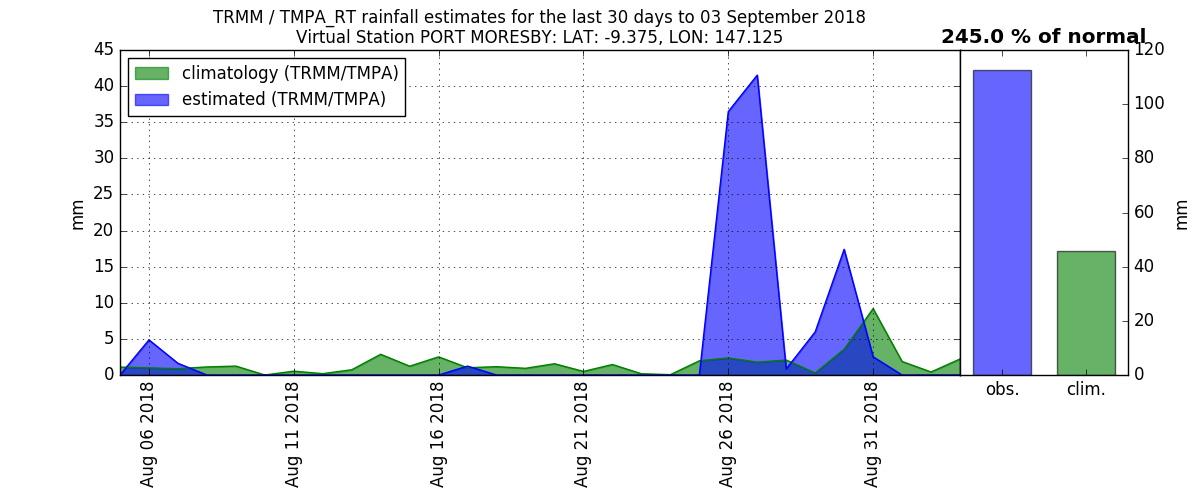 TRMM / TMPA_RT rainfall estimates for the last 30 days to 03 September 2018
Virtual Station PORT MORESBY: LAT: -9.375, LON: 147.125
245.0 % of normal
climatology (TRMM/TMPA)
estimated (TRMM/TMPA)
mm
45
40
35
30
25
20
15
10
5
0
Aug 06 2018
Aug 11 2018
Aug 16 2018
Aug 21 2018
Aug 26 2018
Aug 31 2018
120
100
80
60
40
20
0
mm
obs.
clim.